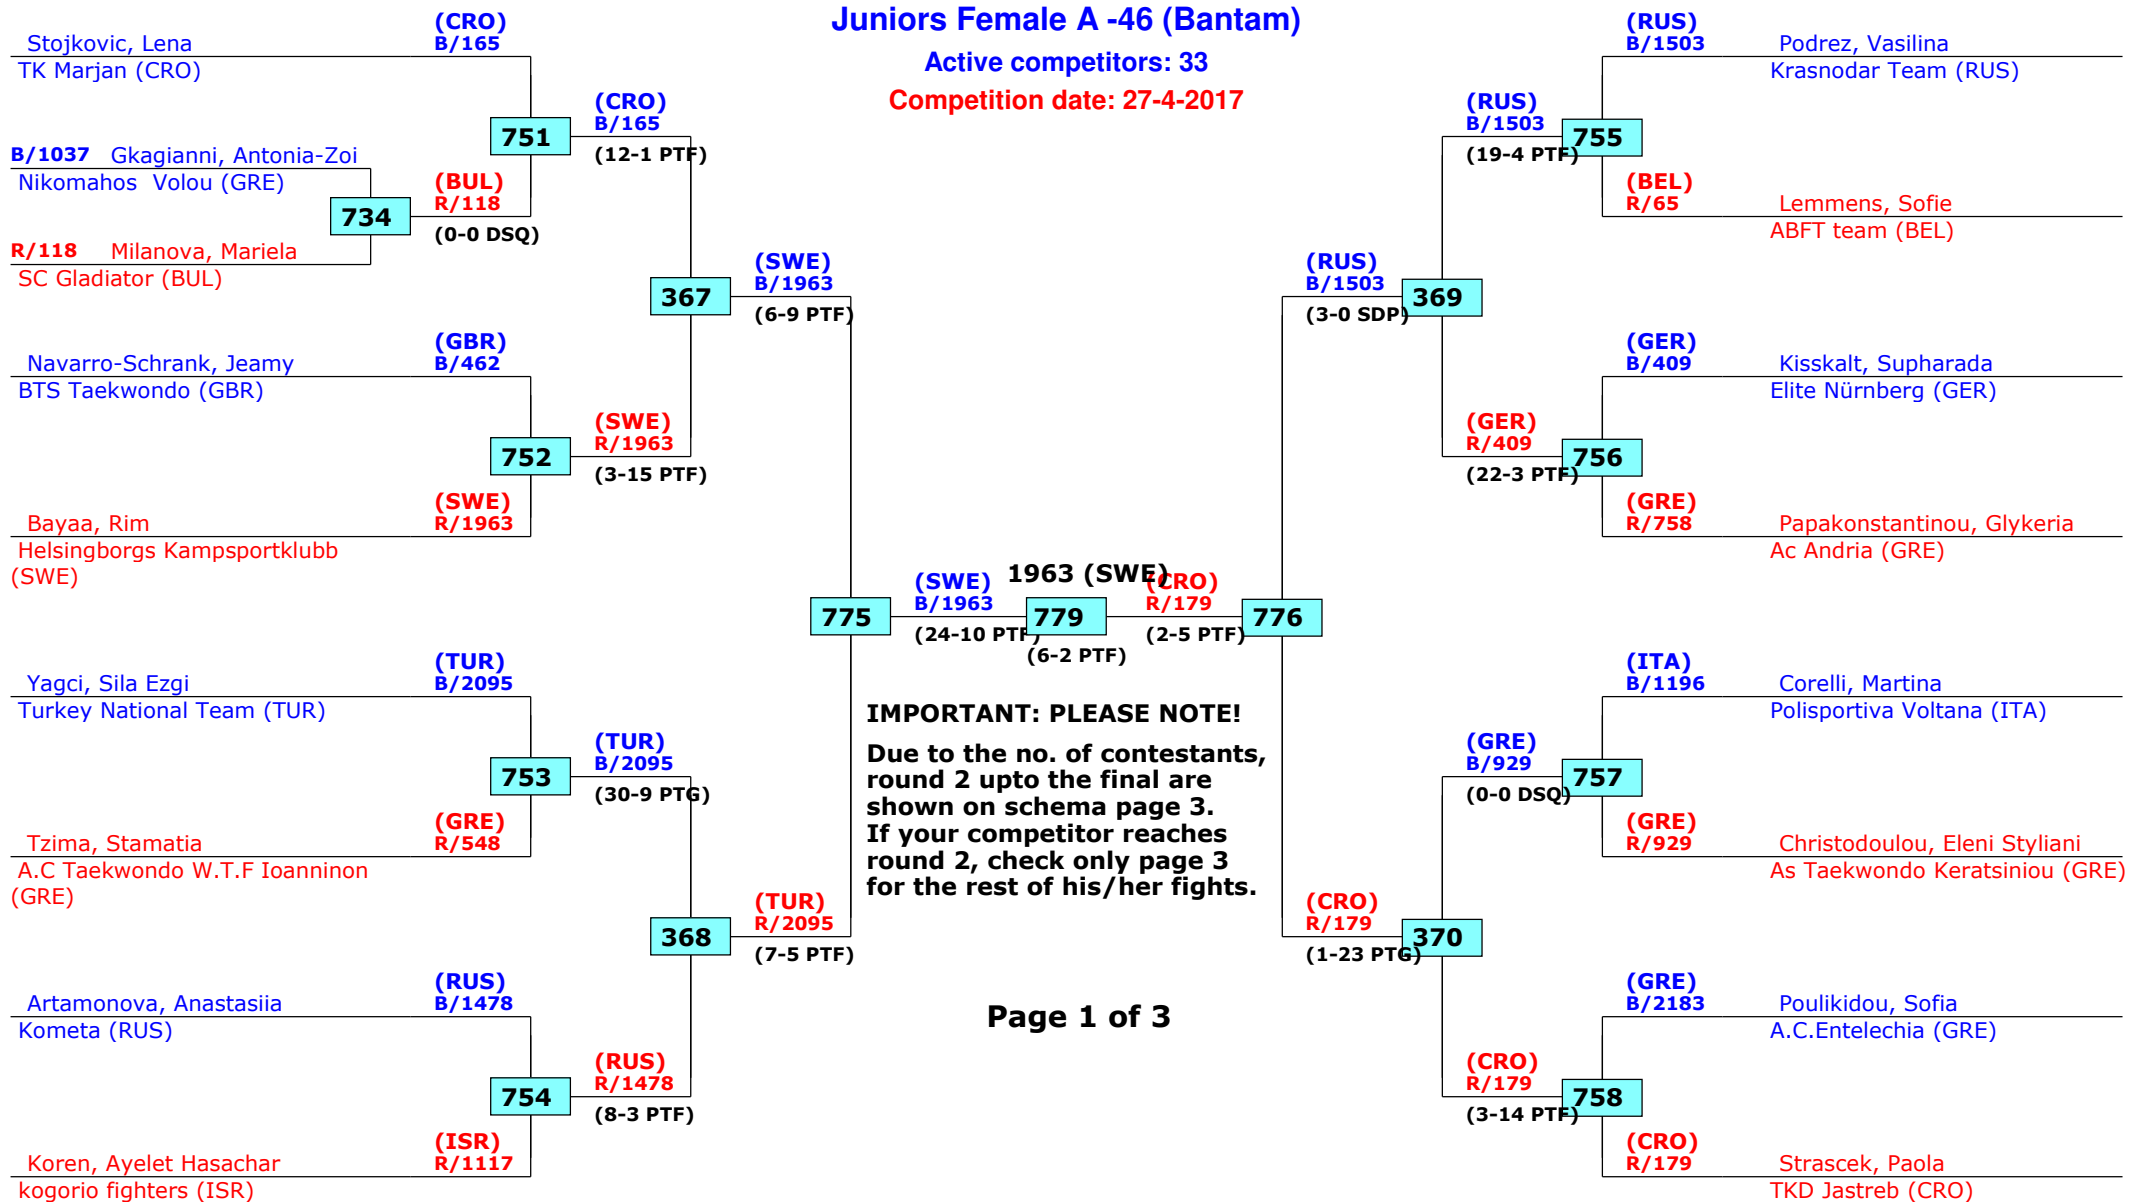 Juniors Female A -46 (Bantam)
Active competitors: 33
Competition date: 27-4-2017
(CRO)
Stojkovic, Lena B/165
TK Marjan (CRO)
(CRO)
B/165
751
(12-1 PTF)
B/1037 Gkagianni, Antonia-Zoi
Nikomahos Volou (GRE)
(BUL)
R/118
734
(0-0 DSQ)
R/118 Milanova, Mariela
SC Gladiator (BUL)
(SWE)
B/1963
367
(6-9 PTF)
(GBR)
Navarro-Schrank, Jeamy B/462
BTS Taekwondo (GBR)
(SWE)
R/1963
752
(3-15 PTF)
(SWE)
Bayaa, Rim R/1963
Helsingborgs Kampsportklubb
(SWE)
775
(SWE)
B/1963
(24-10 PTF)
1963 (SWE)
779
(6-2 PTF)
(CRO)
R/179
(2-5 PTF)
776
(TUR)
Yagci, Sila Ezgi B/2095
Turkey National Team (TUR)
(TUR)
B/2095
753
(30-9 PTG)
(GRE)
Tzima, Stamatia R/548
A.C Taekwondo W.T.F Ioanninon
(GRE)
(TUR)
R/2095
368
(7-5 PTF)
(RUS)
Artamonova, Anastasiia B/1478
Kometa (RUS)
(RUS)
R/1478
754
(8-3 PTF)
(ISR)
Koren, Ayelet Hasachar R/1117
kogorio fighters (ISR)
IMPORTANT: PLEASE NOTE!
Due to the no. of contestants,
round 2 upto the final are
shown on schema page 3.
If your competitor reaches
round 2, check only page 3
for the rest of his/her fights.
Page 1 of 3
(RUS)
B/1503 Podrez, Vasilina
Krasnodar Team (RUS)
(RUS)
B/1503
755
(19-4 PTF)
(BEL)
R/65 Lemmens, Sofie
ABFT team (BEL)
(RUS)
B/1503
369
(3-0 SDP)
(GER)
B/409 Kisskalt, Supharada
Elite Nürnberg (GER)
(GER)
R/409
756
(22-3 PTF)
(GRE)
R/758 Papakonstantinou, Glykeria
Ac Andria (GRE)
(ITA)
B/1196 Corelli, Martina
Polisportiva Voltana (ITA)
(GRE)
B/929
757
(0-0 DSQ)
(GRE)
R/929 Christodoulou, Eleni Styliani
As Taekwondo Keratsiniou (GRE)
(CRO)
R/179
370
(1-23 PTG)
(GRE)
B/2183 Poulikidou, Sofia
A.C.Entelechia (GRE)
(CRO)
R/179
758
(3-14 PTF)
(CRO)
R/179 Strascek, Paola
TKD Jastreb (CRO)